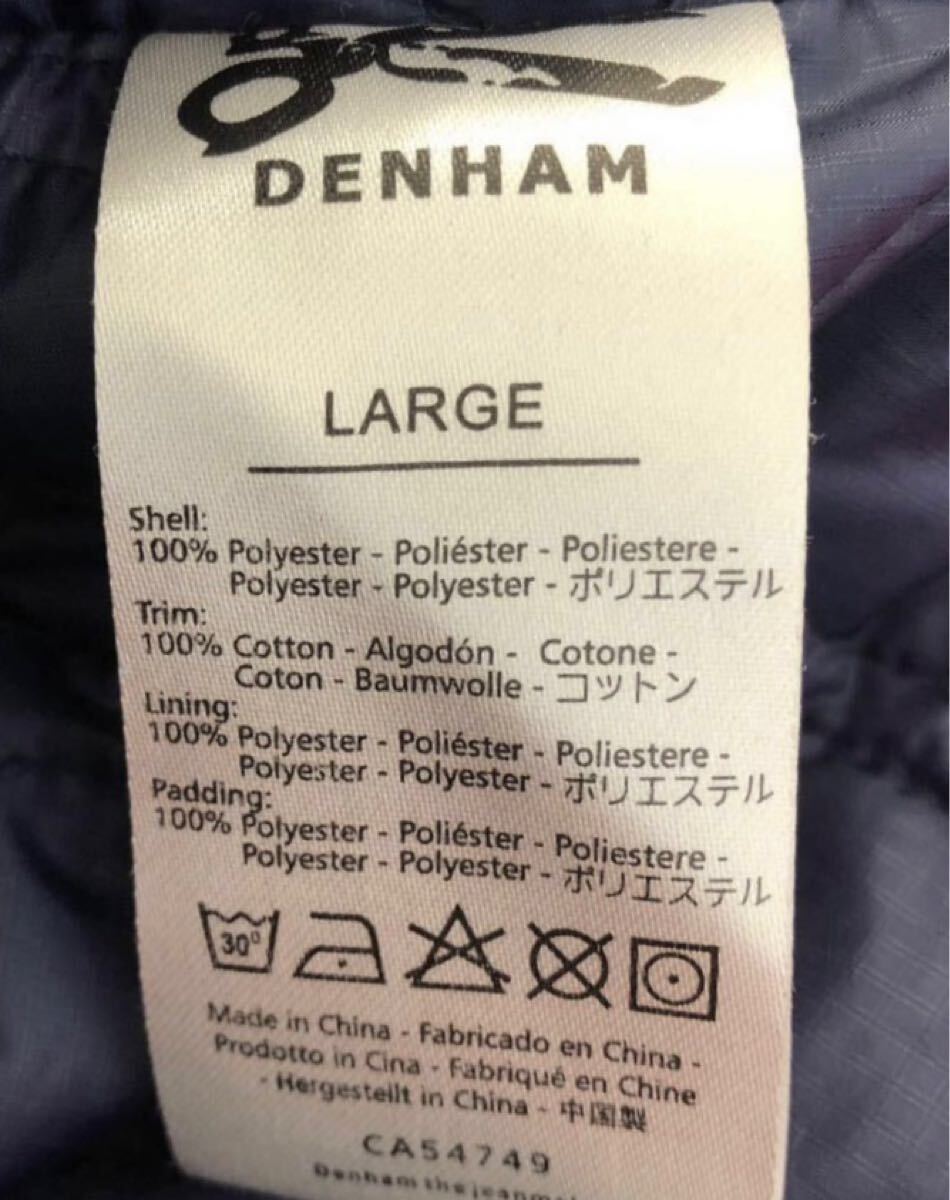 DENHAM
LARGE
Shell:
100% Polyester - Poliéster - Poliestere -
Polyester - Polyester - ポリエステル
Trim:
100% Cotton - Algodón - Cotone -
Coton - Baumwolle - コットン
Lining:
100% Polyester - Poliéster - Poliestere -
Polyester - Polyester - ポリエステル
Padding:
100% Polyester - Poliéster - Poliestere -
Polyester - Polyester - ポリエステル
30°
Made in China - Fabricado en China -
Prodotto in Cina - Fabriqué en Chine
- Hergestellt in China - 中国製
CA54749